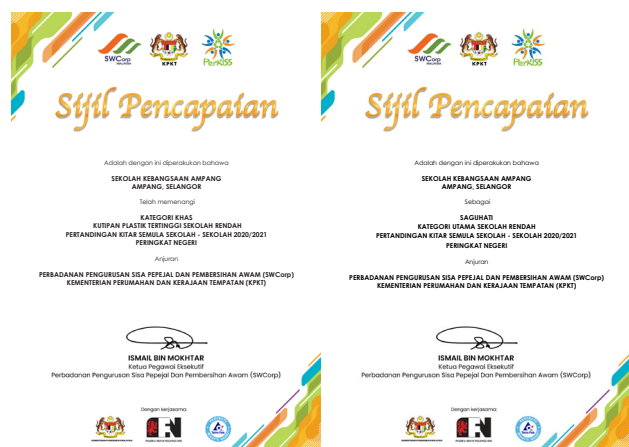 SWCorp
MALAYSIA
KPKT
PerKISS
Sijil Pencapaian
Adalah dengan ini diperakukan bahawa
SEKOLAH KEBANGSAAN AMPANG
AMPANG, SELANGOR
Telah memenangi
KATEGORI KHAS
KUTIPAN PLASTIK TERTINGGI SEKOLAH RENDAH
PERTANDINGAN KITAR SEMULA SEKOLAH - SEKOLAH 2020/2021
PERINGKAT NEGERI
Anjuran
PERBADANAN PENGURUSAN SISA PEPEJAL DAN PEMBERSIHAN AWAM (SWCorp)
KEMENTERIAN PERUMAHAN DAN KERAJAAN TEMPATAN (KPKT)
ISMAIL BIN MOKHTAR
Ketua Pegawai Eksekutif
Perbadanan Pengurusan Sisa Pepejal Dan Pembersihan Awam (SWCorp)
Dengan kerjasama:
SWCorp
MALAYSIA
KPKT
PerKISS
Sijil Pencapaian
Adalah dengan ini diperakukan bahawa
SEKOLAH KEBANGSAAN AMPANG
AMPANG, SELANGOR
Sebagai
SAGUHATI
KATEGORI UTAMA SEKOLAH RENDAH
PERTANDINGAN KITAR SEMULA SEKOLAH - SEKOLAH 2020/2021
PERINGKAT NEGERI
Anjuran
PERBADANAN PENGURUSAN SISA PEPEJAL DAN PEMBERSIHAN AWAM (SWCorp)
KEMENTERIAN PERUMAHAN DAN KERAJAAN TEMPATAN (KPKT)
ISMAIL BIN MOKHTAR
Ketua Pegawai Eksekutif
Perbadanan Pengurusan Sisa Pepejal Dan Pembersihan Awam (SWCorp)
Dengan kerjasama: